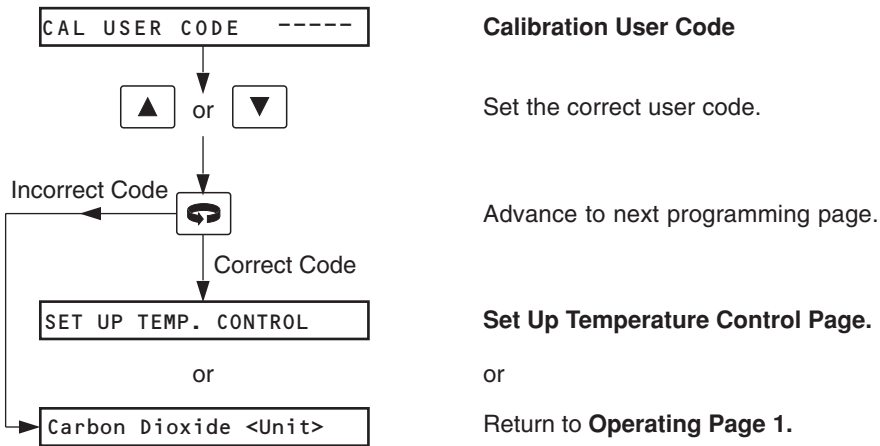 CAL USER CODE -----
Calibration User Code
▲ or ▼
Set the correct user code.
Incorrect Code
Advance to next programming page.
Correct Code
SET UP TEMP. CONTROL
Set Up Temperature Control Page.
or
or
Carbon Dioxide <Unit>
Return to Operating Page 1.